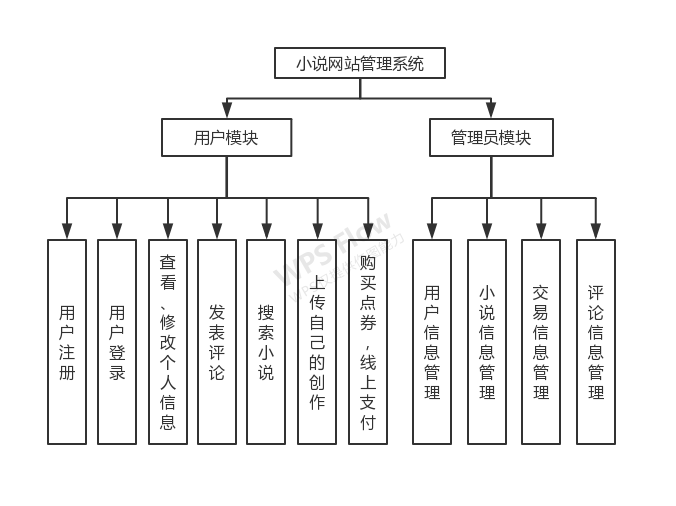 小说网站管理系统
用户模块
管理员模块
用户注册
用户登录
查看、修改个人信息
发表评论
搜索小说
上传自己的创作
购买点券,线上支付
用户信息管理
小说信息管理
交易信息管理
评论信息管理
WPS Flow